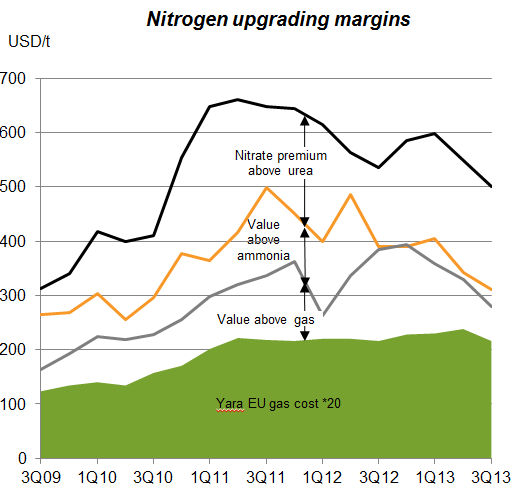 Nitrogen upgrading margins
USD/t
700
600
500
400
300
200
100
0
Nitrate premium
above urea
Value
above
ammonia
Value above gas
Yara EU gas cost *20
3Q09 1Q10 3Q10 1Q11 3Q11 1Q12 3Q12 1Q13 3Q13